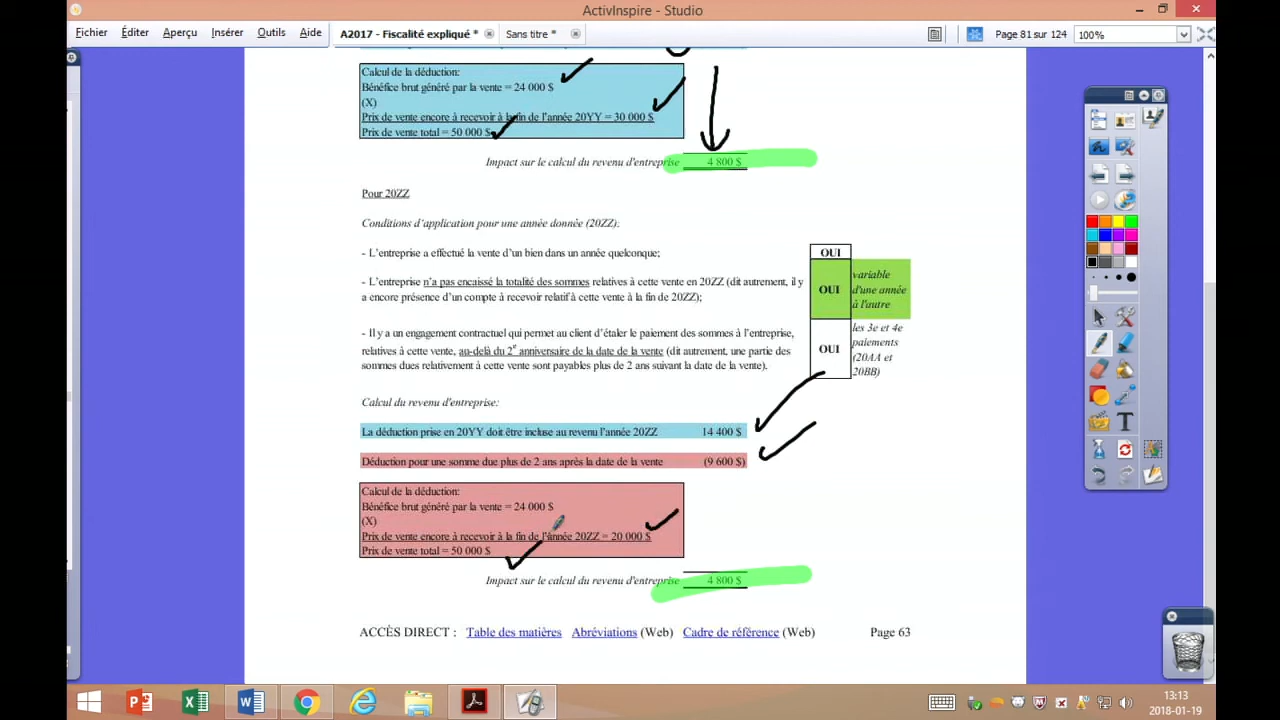 ActivInspire - Studio
Fichier Éditer Aperçu Insérer Outils Aide
A2017 - Fiscalité expliqué *
Sans titre *
Page 81 sur 124
100%
Calcul de la déduction:
Bénéfice brut généré par la vente = 24 000 $
(X)
Prix de vente encore à recevoir à la fin de l'année 20YY = 30 000 $
Prix de vente total = 50 000 $
Impact sur le calcul du revenu d'entreprise 4 800 $
Pour 20ZZ
Conditions d'application pour une année donnée (20ZZ):
- L'entreprise a effectué la vente d'un bien dans un année quelconque;
OUI
- L'entreprise n'a pas encaissé la totalité des sommes relatives à cette vente en 20ZZ (dit autrement, il y
a encore présence d'un compte à recevoir relatif à cette vente à la fin de 20ZZ);
OUI
variable
d'une année
à l'autre
- Il y a un engagement contractuel qui permet au client d'étaler le paiement des sommes à l'entreprise,
relatives à cette vente, au-delà du 2e anniversaire de la date de la vente (dit autrement, une partie des
sommes dues relativement à cette vente sont payables plus de 2 ans suivant la date de la vente).
OUI
les 3e et 4e
paiements
(20AA et
20BB)
Calcul du revenu d'entreprise:
La déduction prise en 20YY doit être incluse au revenu l'année 20ZZ 14 400 $
Déduction pour une somme due plus de 2 ans après la date de la vente (9 600 $)
Calcul de la déduction:
Bénéfice brut généré par la vente = 24 000 $
(X)
Prix de vente encore à recevoir à la fin de l'année 20ZZ = 20 000 $
Prix de vente total = 50 000 $
Impact sur le calcul du revenu d'entreprise 4 800 $
ACCÈS DIRECT : Table des matières Abréviations (Web) Cadre de référence (Web) Page 63
13:13
2018-01-19